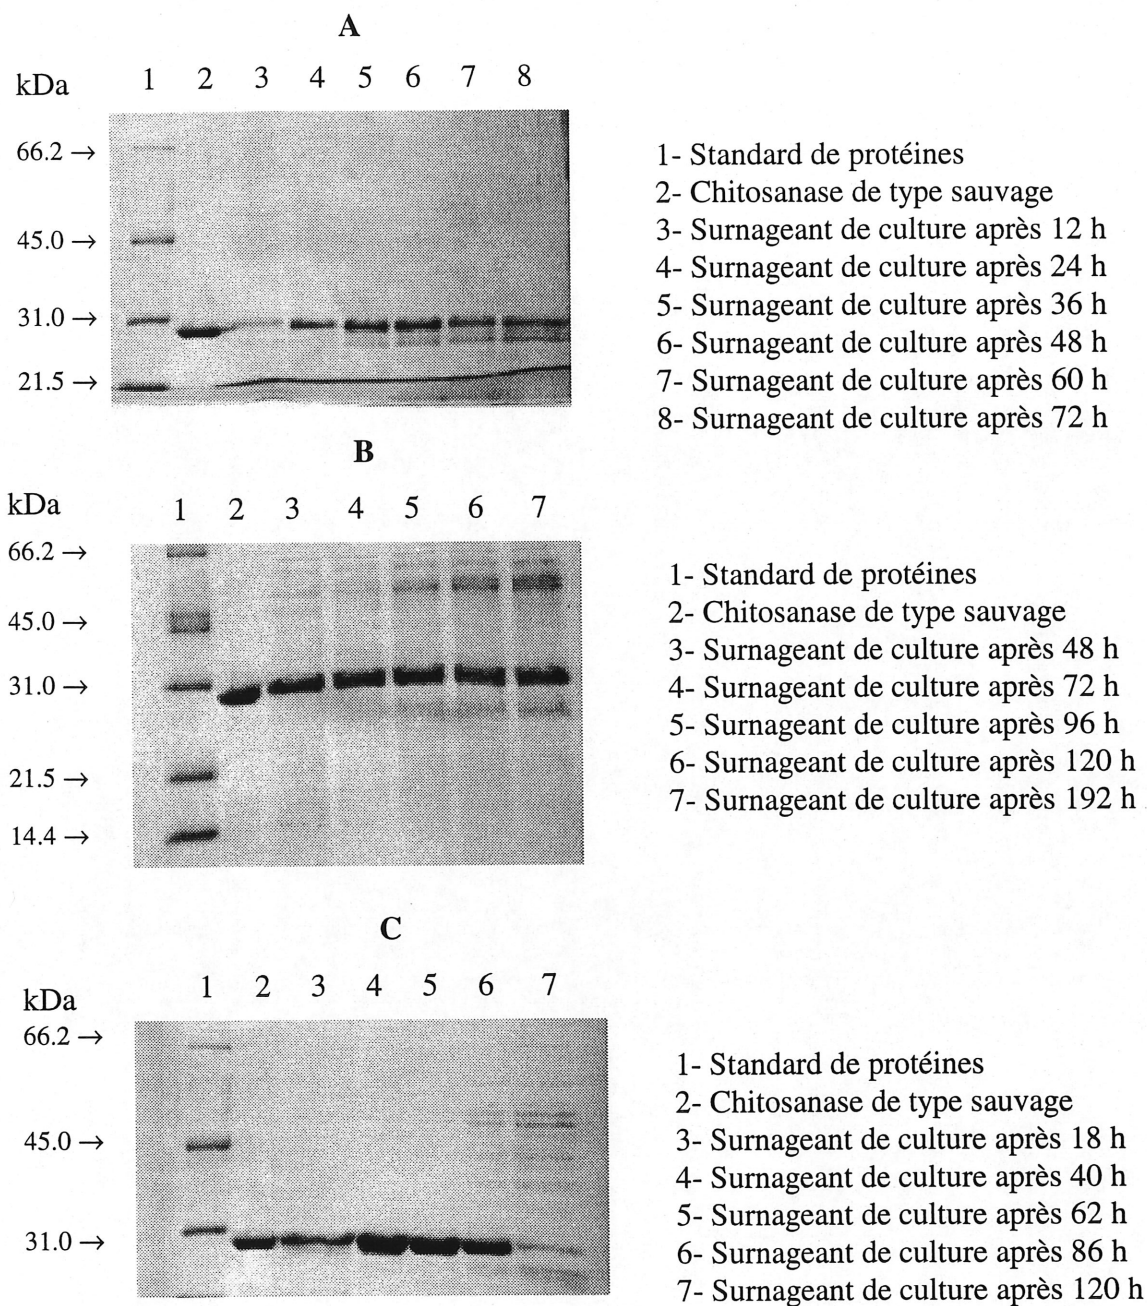 A
kDa 1 2 3 4 5 6 7 8
66.2 →
45.0 →
31.0 →
21.5 →
1- Standard de protéines
2- Chitosanase de type sauvage
3- Surnageant de culture après 12 h
4- Surnageant de culture après 24 h
5- Surnageant de culture après 36 h
6- Surnageant de culture après 48 h
7- Surnageant de culture après 60 h
8- Surnageant de culture après 72 h
B
kDa 1 2 3 4 5 6 7
66.2 →
45.0 →
31.0 →
21.5 →
14.4 →
1- Standard de protéines
2- Chitosanase de type sauvage
3- Surnageant de culture après 48 h
4- Surnageant de culture après 72 h
5- Surnageant de culture après 96 h
6- Surnageant de culture après 120 h
7- Surnageant de culture après 192 h
C
kDa 1 2 3 4 5 6 7
66.2 →
45.0 →
31.0 →
1- Standard de protéines
2- Chitosanase de type sauvage
3- Surnageant de culture après 18 h
4- Surnageant de culture après 40 h
5- Surnageant de culture après 62 h
6- Surnageant de culture après 86 h
7- Surnageant de culture après 120 h